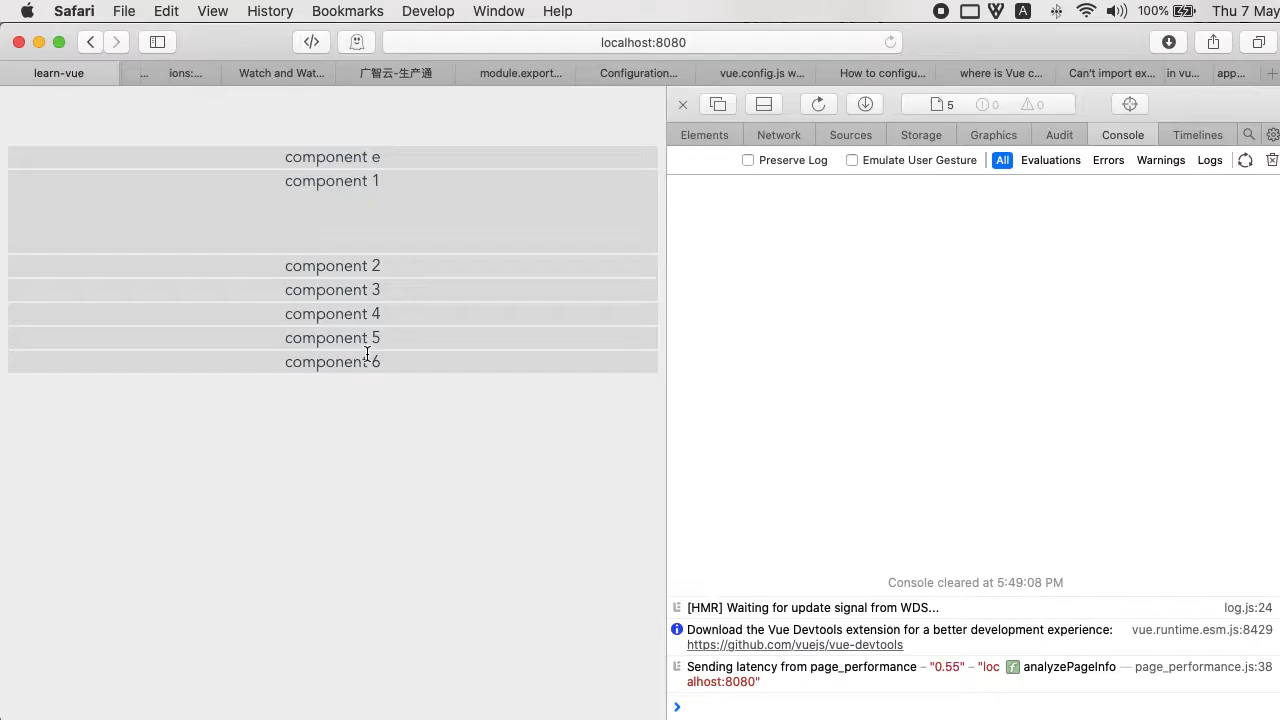 Safari File Edit View History Bookmarks Develop Window Help A 100% Thu 7 May
localhost:8080
learn-vue ... ions:... Watch and Wat... 广智云-生产通 module.export... Configuration... vue.config.js w... How to configu... where is Vue c... Can't import ex... in vu... app...
5 0 0
Elements Network Sources Storage Graphics Audit Console Timelines
Preserve Log Emulate User Gesture All Evaluations Errors Warnings Logs
component e
component 1
component 2
component 3
component 4
component 5
component 6
Console cleared at 5:49:08 PM
[HMR] Waiting for update signal from WDS... log.js:24
Download the Vue Devtools extension for a better development experience: vue.runtime.esm.js:8429
https://github.com/vuejs/vue-devtools
Sending latency from page_performance – "0.55" – "loc f analyzePageInfo — page_performance.js:38
alhost:8080"